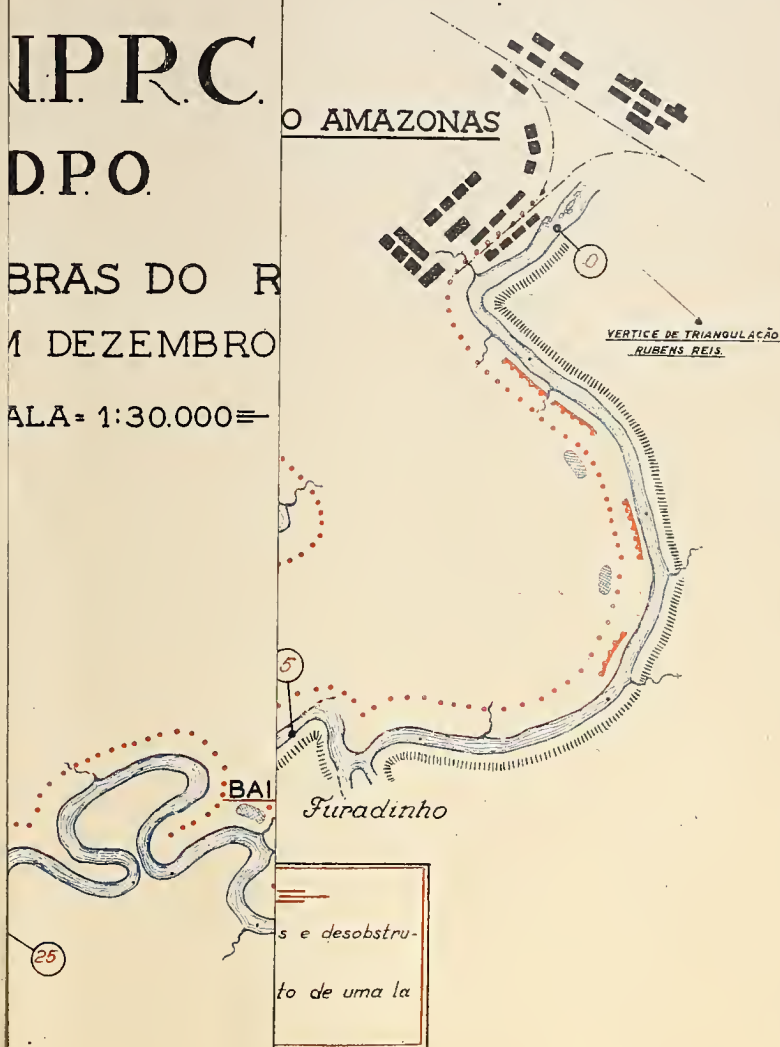 N.P.R.C.
D.P.O.
BRAS DO R
M DEZEMBRO
ALA= 1:30.000
O AMAZONAS
0
VERTICE DE TRIANGULAÇÃO
RUBENS REIS.
5
BAI
Furadinho
25
s e desobstru-
to de uma la